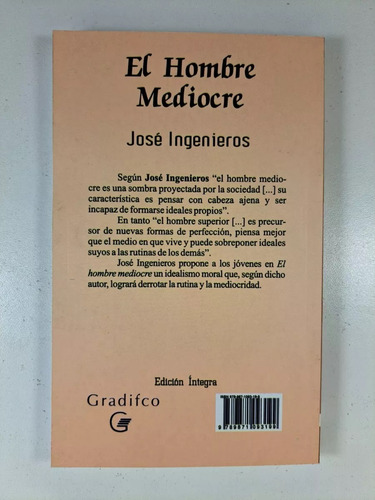 El Hombre
Mediocre
José Ingenieros
Según José Ingenieros "el hombre medio-
cre es una sombra proyectada por la sociedad [...] su
característica es pensar con cabeza ajena y ser
incapaz de formarse ideales propios".
En tanto "el hombre superior [...] es precur-
sor de nuevas formas de perfección, piensa mejor
que el medio en que vive y puede sobreponer ideales
suyos a las rutinas de los demás".
José Ingenieros propone a los jóvenes en El
hombre mediocre un idealismo moral que, según dicho
autor, logrará derrotar la rutina y la mediocridad.
Edición Íntegra
Gradifco